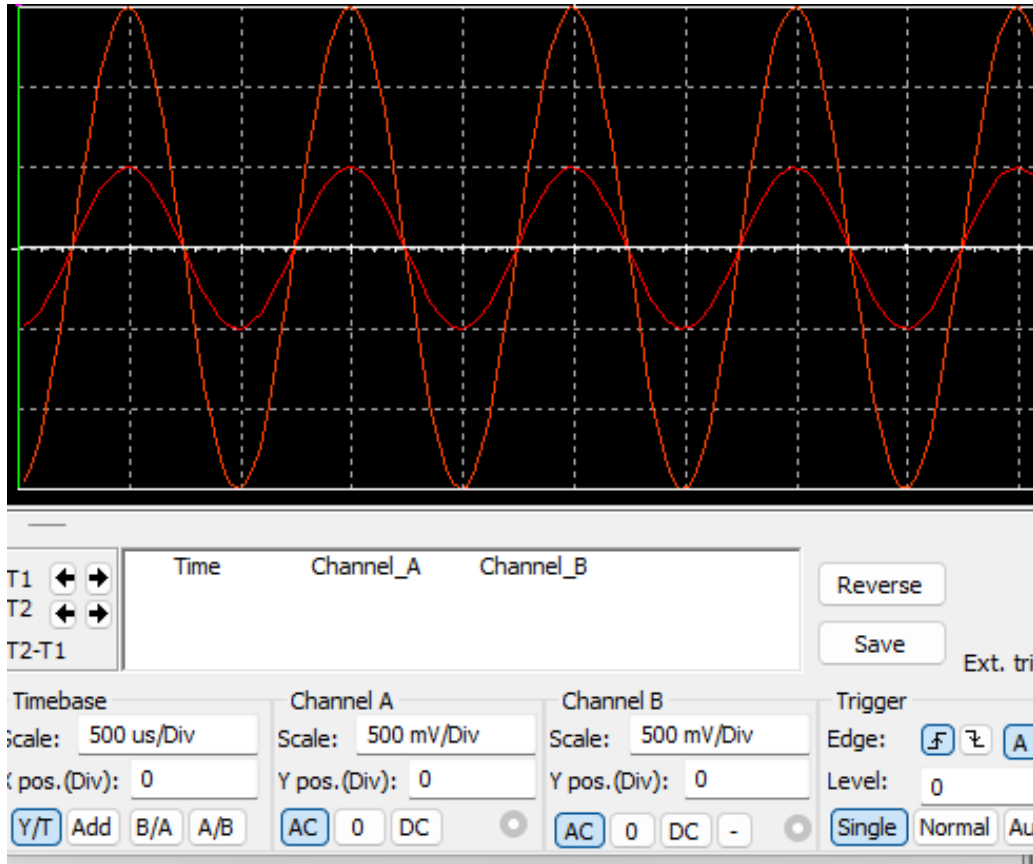 Time Channel_A Channel_B
T1
T2
T2-T1
Reverse
Save
Ext. tri
Timebase
Scale: 500 us/Div
X pos.(Div): 0
Y/T Add B/A A/B
Channel A
Scale: 500 mV/Div
Y pos.(Div): 0
AC 0 DC
Channel B
Scale: 500 mV/Div
Y pos.(Div): 0
AC 0 DC -
Trigger
Edge: A
Level: 0
Single Normal Au